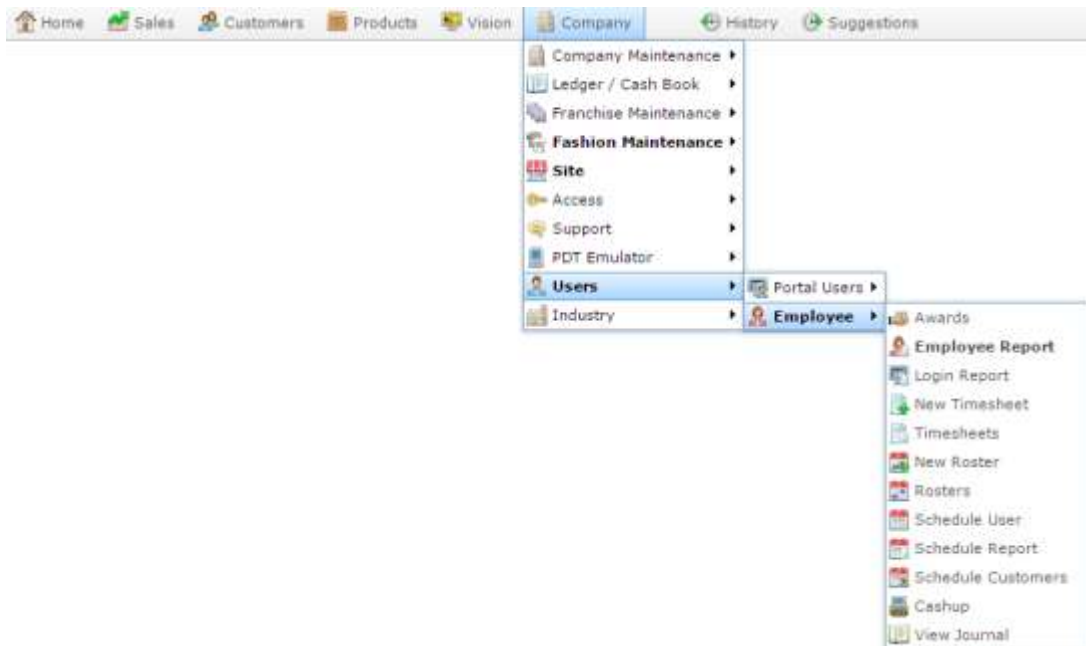 Home Sales Customers Products Vision Company History Suggestions
Company Maintenance
Ledger / Cash Book
Franchise Maintenance
Fashion Maintenance
Site
Access
Support
PDT Emulator
Users
Industry
Portal Users
Employee
Awards
Employee Report
Login Report
New Timesheet
Timesheets
New Roster
Rosters
Schedule User
Schedule Report
Schedule Customers
Cashup
View Journal